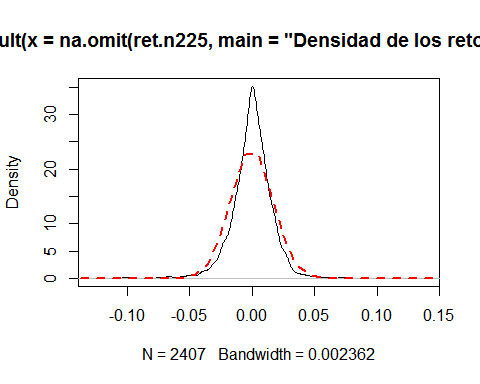 ult(x = na.omit(ret.n225, main = "Densidad de los reto
Density
0 5 10 20 30
-0.10 -0.05 0.00 0.05 0.10 0.15
N = 2407 Bandwidth = 0.002362